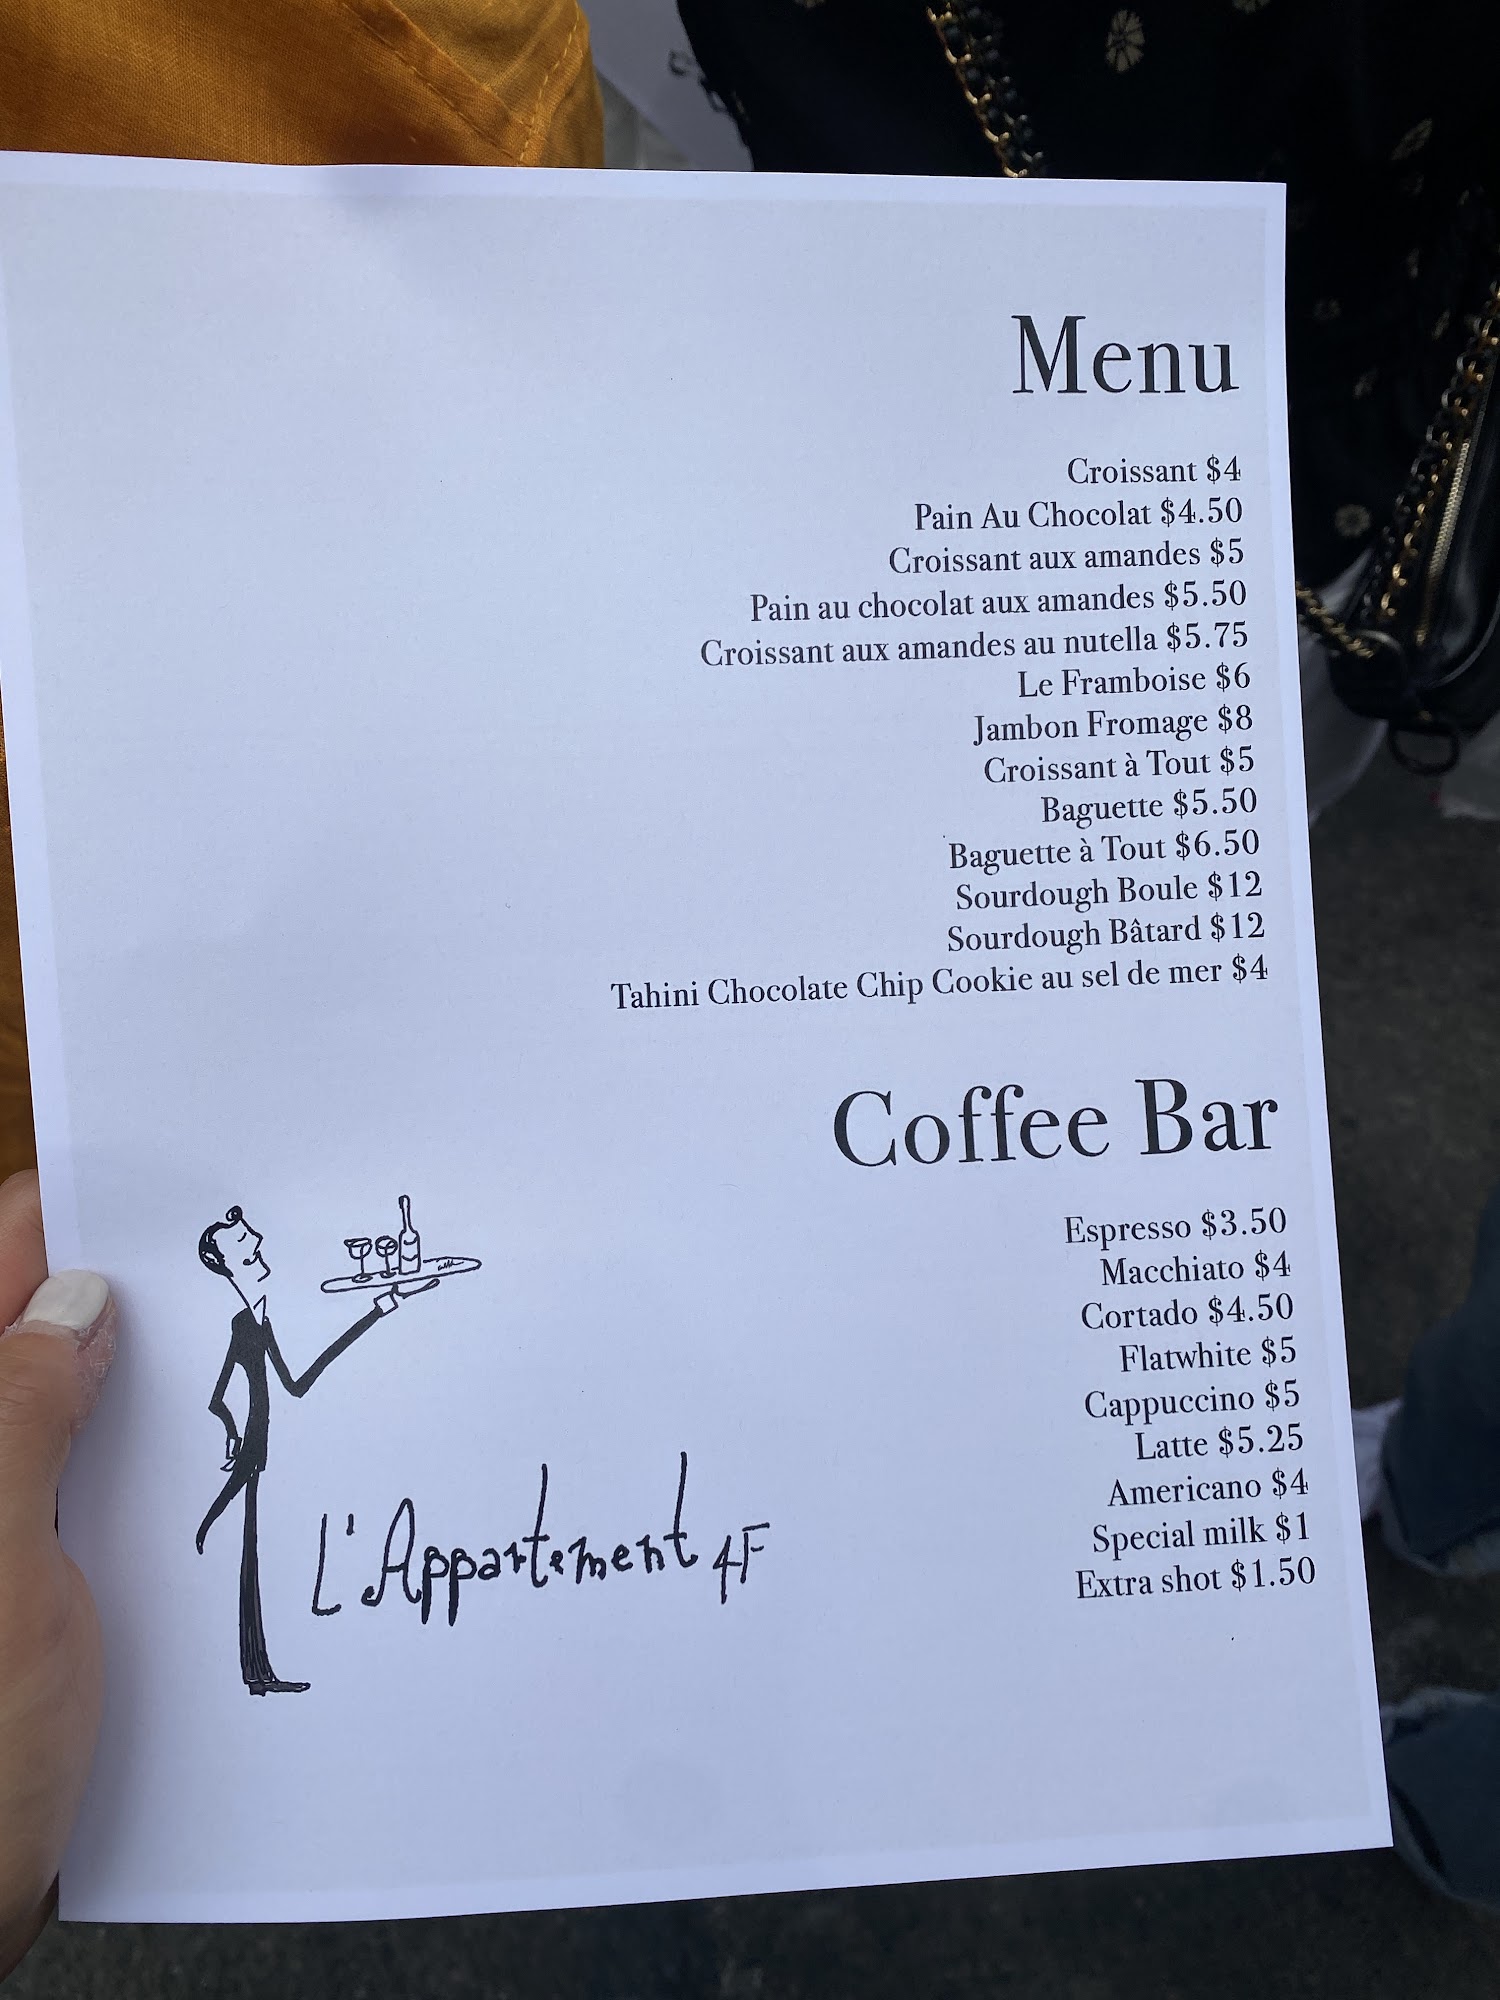 Menu
Croissant $4
Pain Au Chocolat $4.50
Croissant aux amandes $5
Pain au chocolat aux amandes $5.50
Croissant aux amandes au nutella $5.75
Le Framboise $6
Jambon Fromage $8
Croissant à Tout $5
Baguette $5.50
Baguette à Tout $6.50
Sourdough Boule $12
Sourdough Bâtard $12
Tahini Chocolate Chip Cookie au sel de mer $4
Coffee Bar
Espresso $3.50
Macchiato $4
Cortado $4.50
Flatwhite $5
Cappuccino $5
Latte $5.25
Americano $4
Special milk $1
Extra shot $1.50
L'Appartement 4F